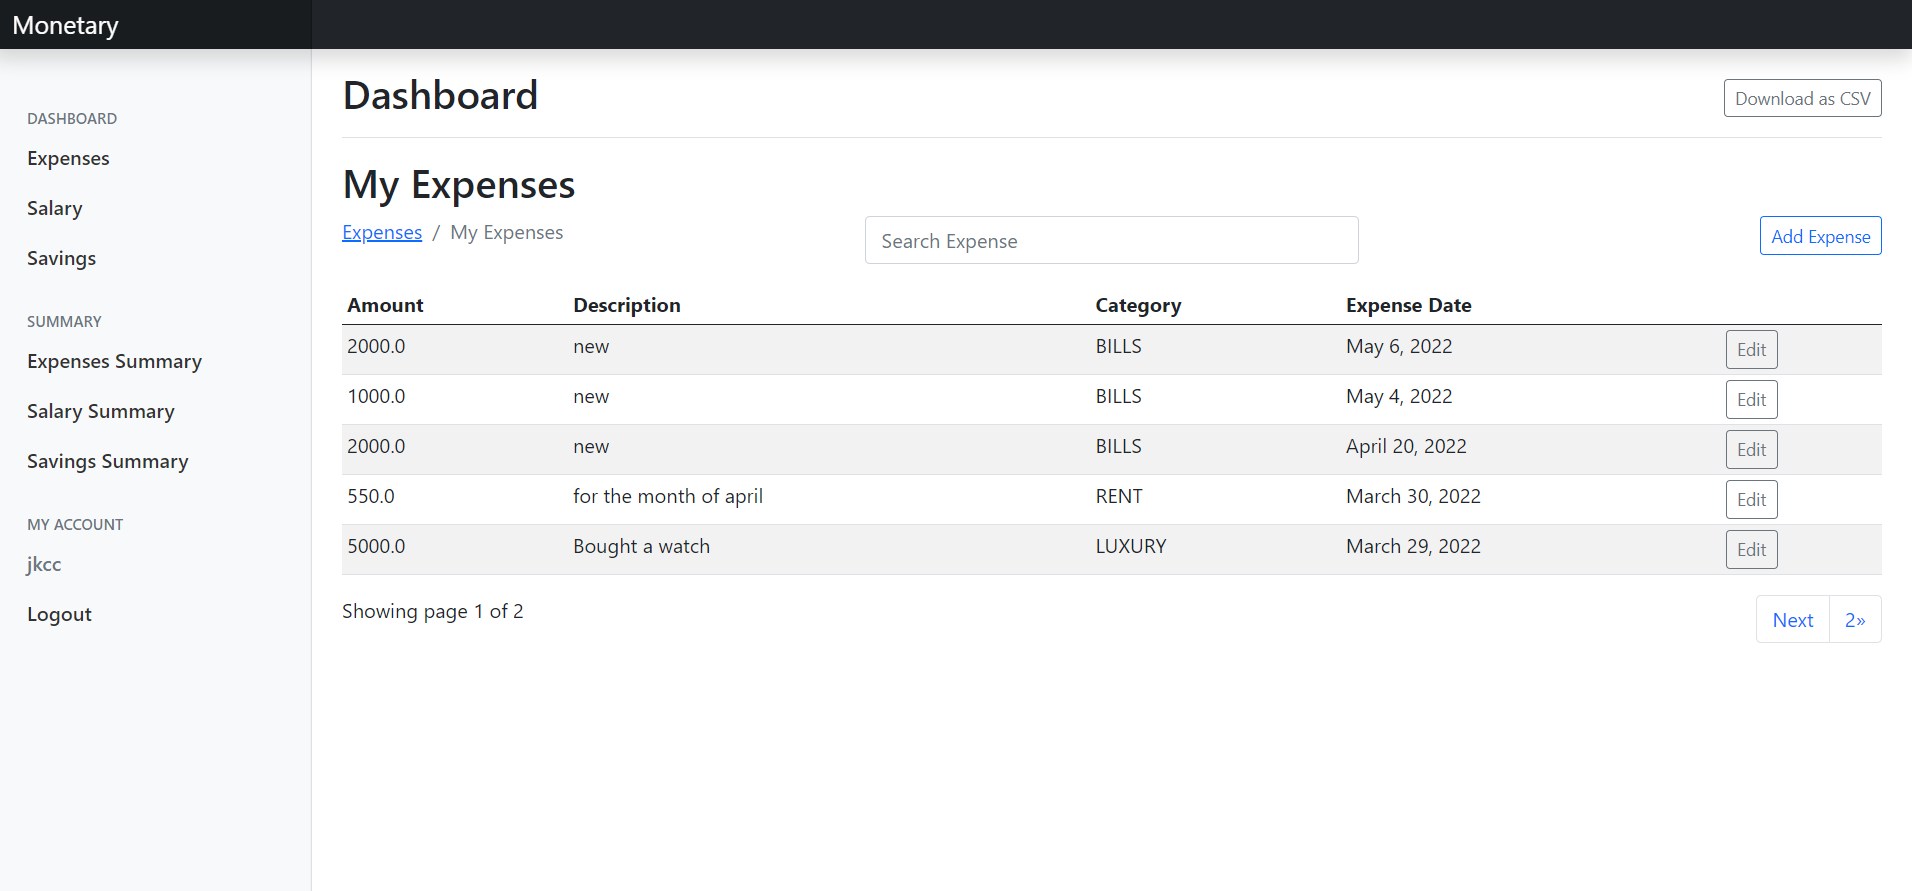 Monetary
Dashboard
Download as CSV
DASHBOARD
Expenses
Salary
Savings
SUMMARY
Expenses Summary
Salary Summary
Savings Summary
MY ACCOUNT
jkcc
Logout
My Expenses
Expenses / My Expenses
Search Expense
Add Expense
Amount Description Category Expense Date
2000.0 new BILLS May 6, 2022 Edit
1000.0 new BILLS May 4, 2022 Edit
2000.0 new BILLS April 20, 2022 Edit
550.0 for the month of april RENT March 30, 2022 Edit
5000.0 Bought a watch LUXURY March 29, 2022 Edit
Showing page 1 of 2
Next 2»